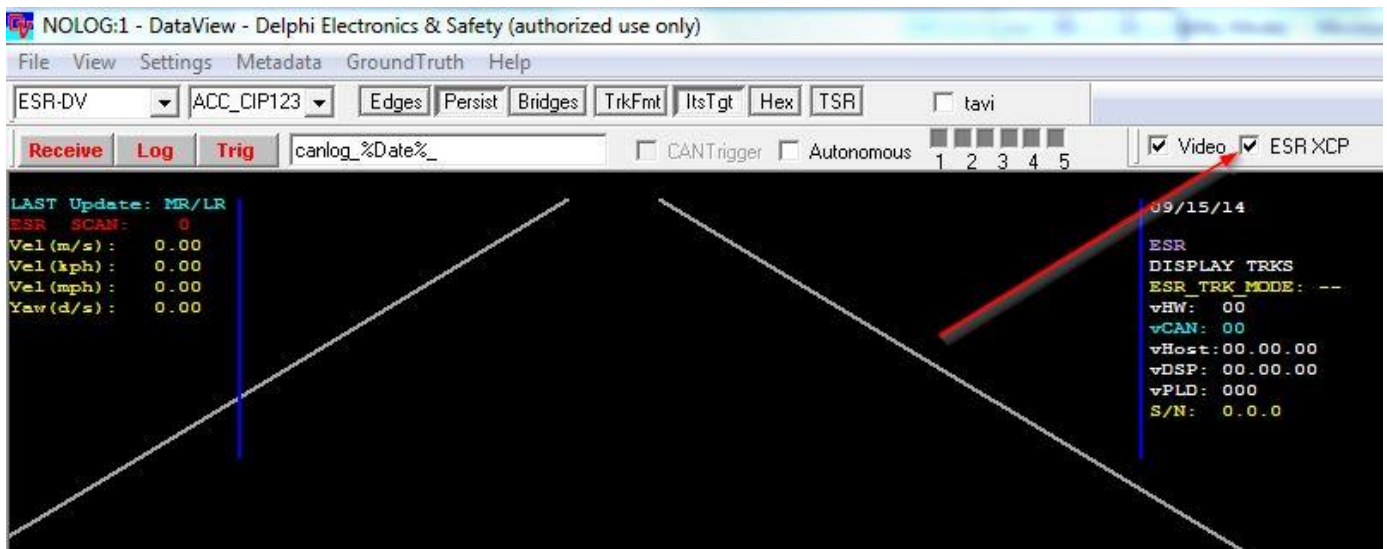 NOLOG:1 - DataView - Delphi Electronics & Safety (authorized use only)
File View Settings Metadata GroundTruth Help
ESR-DV ACC_CIP123 Edges Persist Bridges TrkFmt ItsTgt Hex TSR tavi
Receive Log Trig canlog_%Date%_ CANTrigger Autonomous 1 2 3 4 5 Video ESR XCP
LAST Update: MR/LR
ESR SCAN: 0
Vel(m/s): 0.00
Vel(kph): 0.00
Vel(mph): 0.00
Yaw(d/s): 0.00
09/15/14
ESR
DISPLAY TRKS
ESR_TRK_MODE: --
vHW: 00
vCAN: 00
vHost:00.00.00
vDSP: 00.00.00
vPLD: 000
S/N: 0.0.0